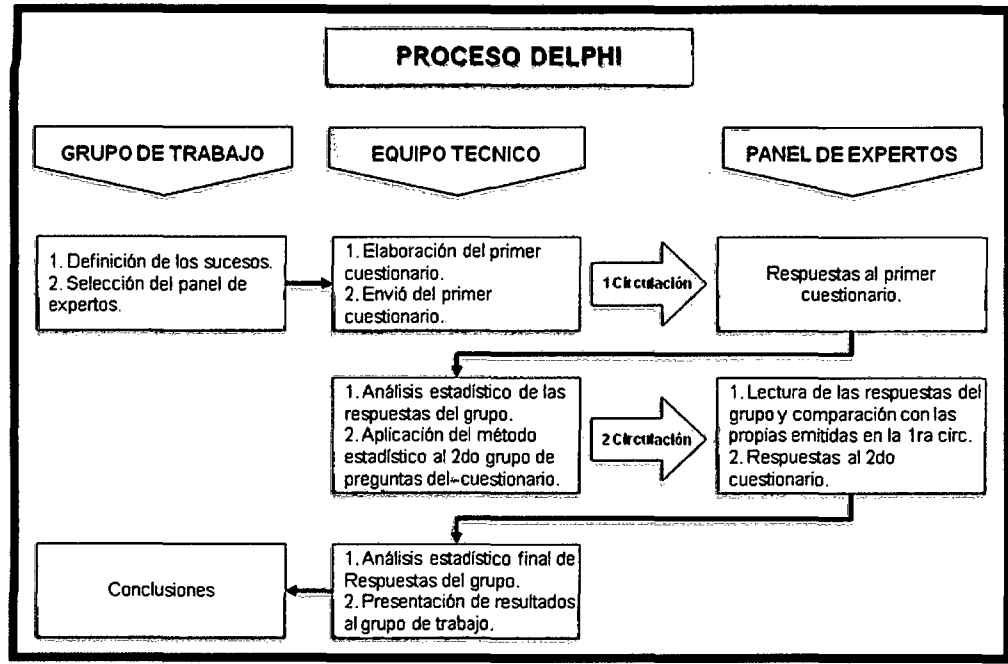 PROCESO DELPHI
GRUPO DE TRABAJO
EQUIPO TECNICO
PANEL DE EXPERTOS
1. Definición de los sucesos.
2. Selección del panel de
expertos.
1. Elaboración del primer
cuestionario.
2. Envió del primer
cuestionario.
1 Circulación
Respuestas al primer
cuestionario.
1. Análisis estadístico de las
respuestas del grupo.
2. Aplicación del método
estadístico al 2do grupo de
preguntas del cuestionario.
2 Circulación
1. Lectura de las respuestas del
grupo y comparación con las
propias emitidas en la 1ra circ.
2. Respuestas al 2do
cuestionario.
Conclusiones
1. Análisis estadístico final de
Respuestas del grupo.
2. Presentación de resultados
al grupo de trabajo.